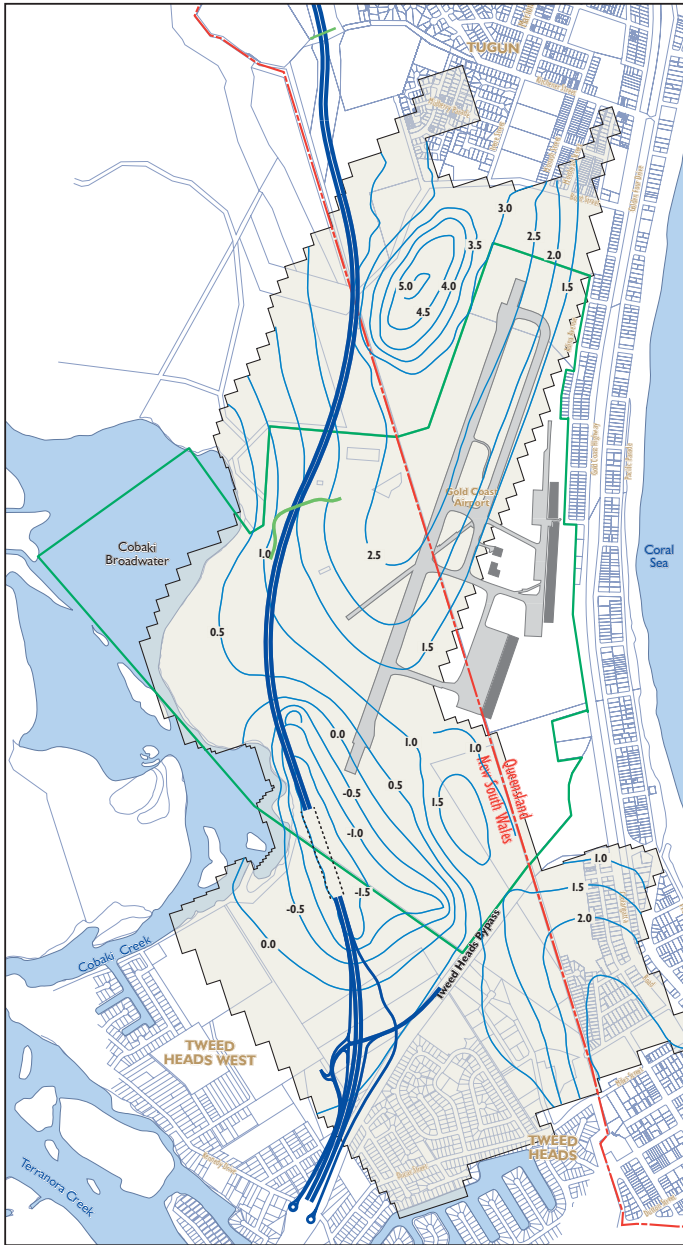 TUGUN
3.0
3.5
2.5
2.0
5.0
4.0
1.5
4.5
Gold Coast Highway
Gold Coast
Airport
Cobaki
Broadwater
1.0
2.5
Coral
Sea
0.5
1.5
0.0
1.0
1.0
Queensland
New South Wales
-0.5
0.5
1.5
-1.0
1.0
-1.5
1.5
-0.5
2.0
0.0
Tweed Heads Bypass
Cobaki Creek
TWEED
HEADS WEST
TWEED
HEADS
Terranora Creek